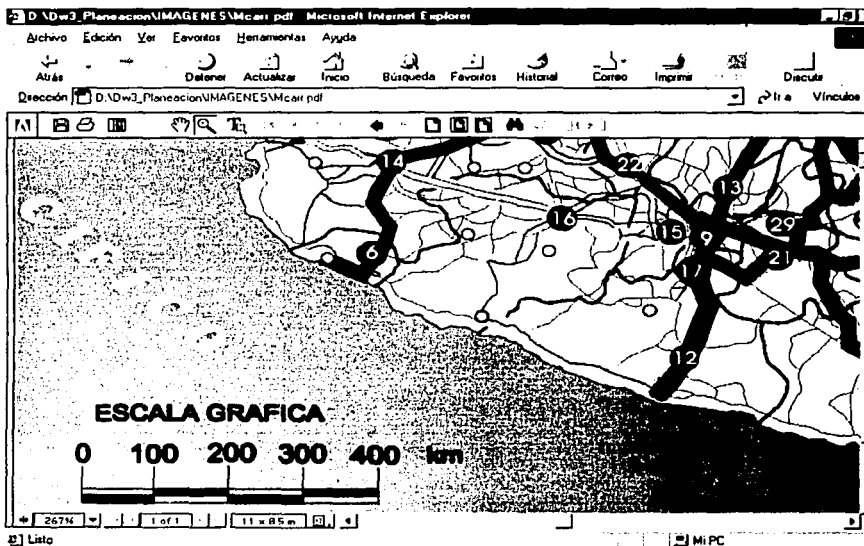 D:\Dw3_Planeacion\IMAGENES\Mcarr.pdf - Microsoft Internet Explorer
Archivo Edición Ver Favoritos Herramientas Ayuda
Atrás Detener Actualizar Inicio Búsqueda Favoritos Historial Correo Imprimir Discutir
Dirección D:\Dw3_Planeacion\IMAGENES\Mcarr.pdf Ir a Vínculos
14 22 13
16 15 9 29
6 17 21
12
ESCALA GRAFICA
0 100 200 300 400 km
267% 1 of 1 11 x 8.5 in
Listo Mi PC